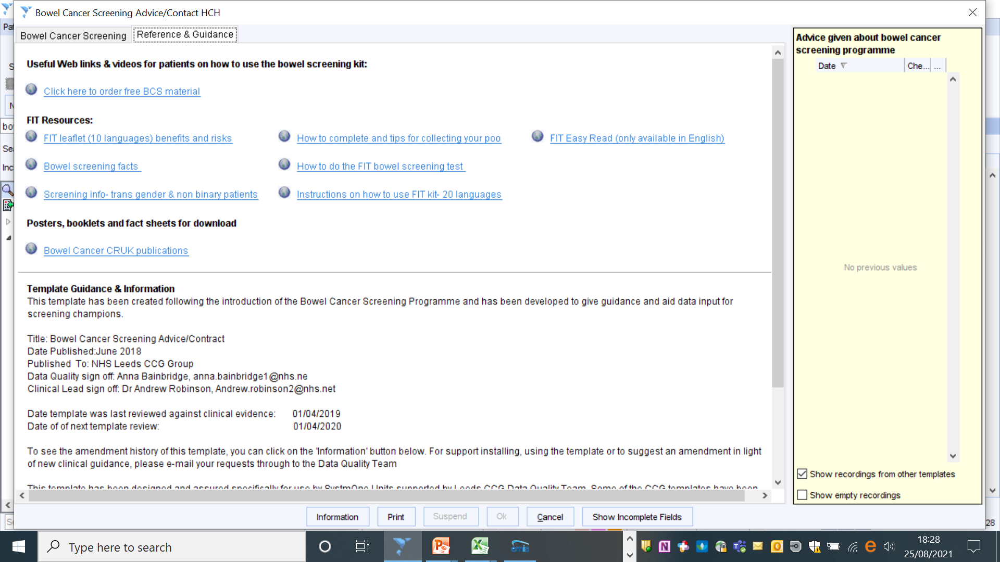 Bowel Cancer Screening Advice/Contact HCH
Bowel Cancer Screening
Reference & Guidance
Useful Web links & videos for patients on how to use the bowel screening kit:
Click here to order free BCS material
FIT Resources:
FIT leaflet (10 languages) benefits and risks
How to complete and tips for collecting your poo
FIT Easy Read (only available in English)
Bowel screening facts
How to do the FIT bowel screening test
Screening info- trans gender & non binary patients
Instructions on how to use FIT kit- 20 languages
Posters, booklets and fact sheets for download
Bowel Cancer CRUK publications
Template Guidance & Information
This template has been created following the introduction of the Bowel Cancer Screening Programme and has been developed to give guidance and aid data input for
screening champions.
Title: Bowel Cancer Screening Advice/Contract
Date Published:June 2018
Published To: NHS Leeds CCG Group
Data Quality sign off: Anna Bainbridge, anna.bainbridge1@nhs.ne
Clinical Lead sign off: Dr Andrew Robinson, Andrew.robinson2@nhs.net
Date template was last reviewed against clinical evidence: 01/04/2019
Date of of next template review: 01/04/2020
To see the amendment history of this template, you can click on the 'Information' button below. For support installing, using the template or to suggest an amendment in light
of new clinical guidance, please e-mail your requests through to the Data Quality Team
This template has been designed and assured specifically for use by SystmOne Units supported by Leeds CCG Data Quality Team. Some of the CCG templates have been
Advice given about bowel cancer
screening programme
Date Che... ...
No previous values
Show recordings from other templates
Show empty recordings
Information Print Suspend Ok Cancel Show Incomplete Fields
28
Type here to search
18:28
25/08/2021